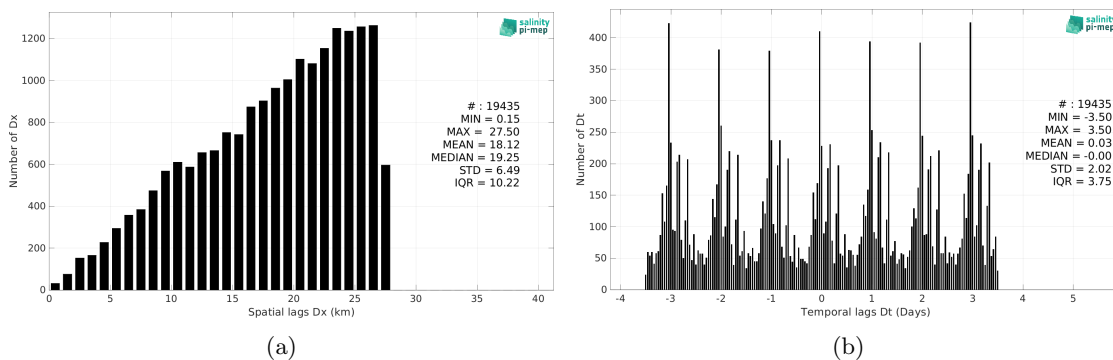 1200
1000
800
600
400
200
0
Number of Dx
0 5 10 15 20 25 30 35 40
Spatial lags Dx (km)
salinity
pi-mep
# : 19435
MIN = 0.15
MAX = 27.50
MEAN = 18.12
MEDIAN = 19.25
STD = 6.49
IQR = 10.22
(a)
400
350
300
250
200
150
100
50
0
Number of Dt
-4 -3 -2 -1 0 1 2 3 4 5
Temporal lags Dt (Days)
salinity
pi-mep
# : 19435
MIN = -3.50
MAX = 3.50
MEAN = 0.03
MEDIAN = -0.00
STD = 2.02
IQR = 3.75
(b)